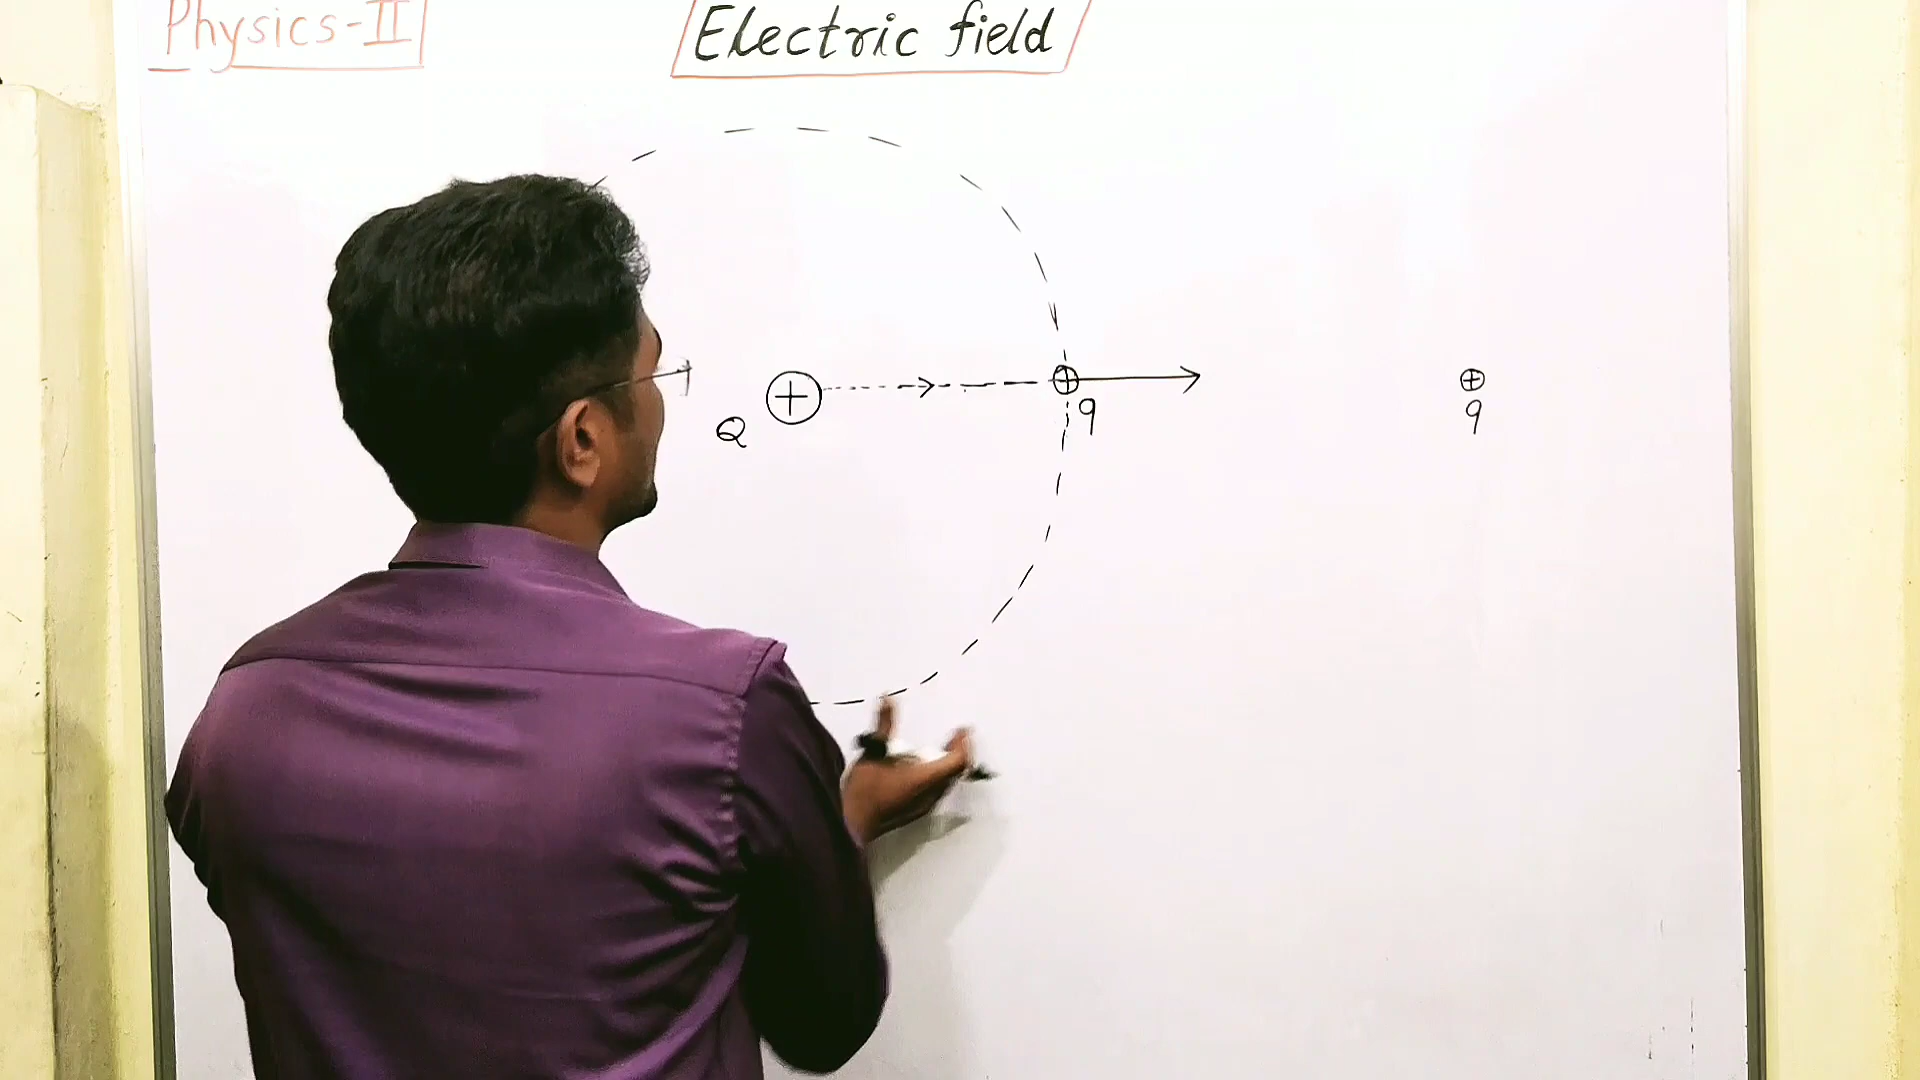 Physics-II
Electric field
+
Q
+
q
+
q